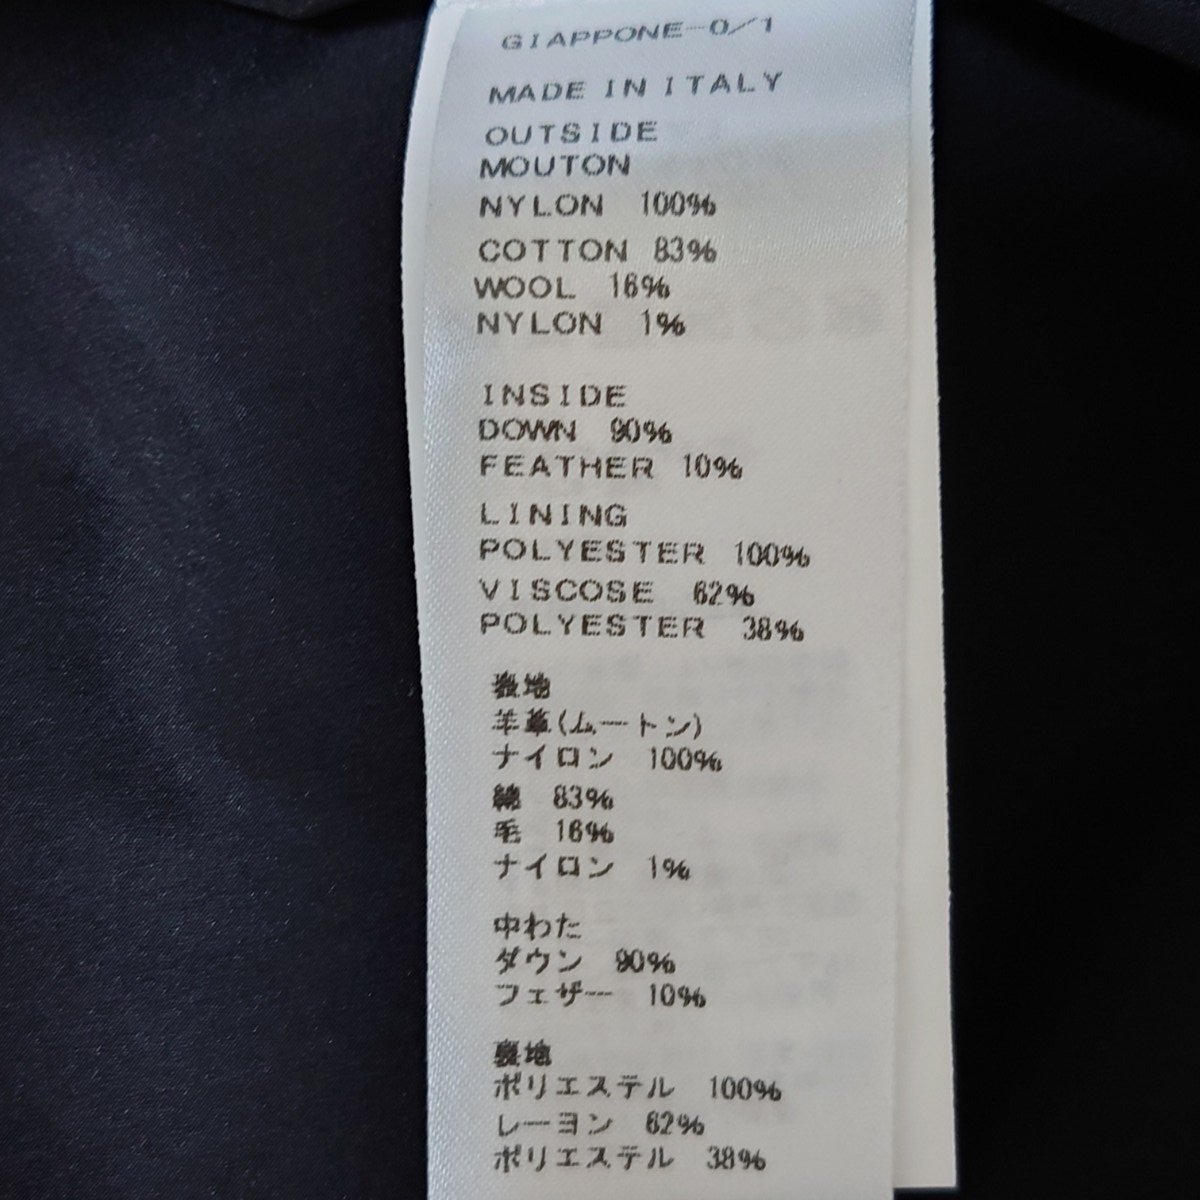 GIAPPONE-0/1
MADE IN ITALY
OUTSIDE
MOUTON
NYLON 100%
COTTON 83%
WOOL 16%
NYLON 1%
INSIDE
DOWN 90%
FEATHER 10%
LINING
POLYESTER 100%
VISCOSE 62%
POLYESTER 38%
表地
羊革(ムートン)
ナイロン 100%
綿 83%
毛 16%
ナイロン 1%
中わた
ダウン 90%
フェザー 10%
裏地
ポリエステル 100%
レーヨン 62%
ポリエステル 38%